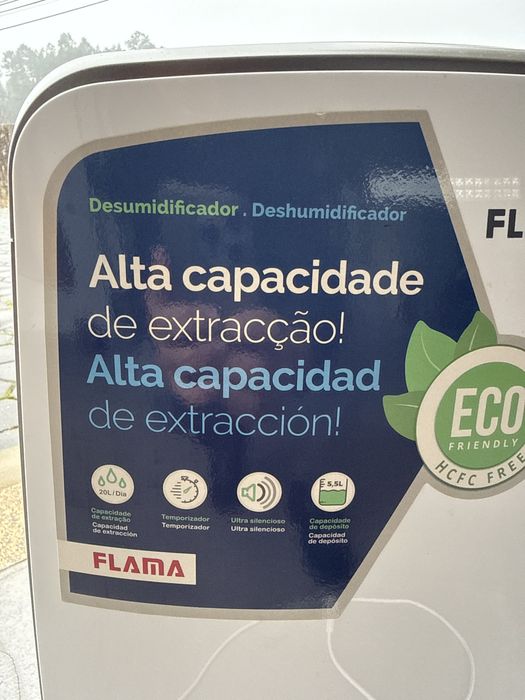 Desumidificador . Deshumidificador
FL
Alta capacidade
de extracção!
Alta capacidad
de extracción!
ECO
FRIENDLY
HCFC FREE
20L/Dia
Capacidade
de extração
Capacidad
de extracción
Temporizador
Temporizador
Ultra silencioso
Ultra silencioso
5,5L
Capacidade
de depósito
Capacidad
de depósito
FLAMA